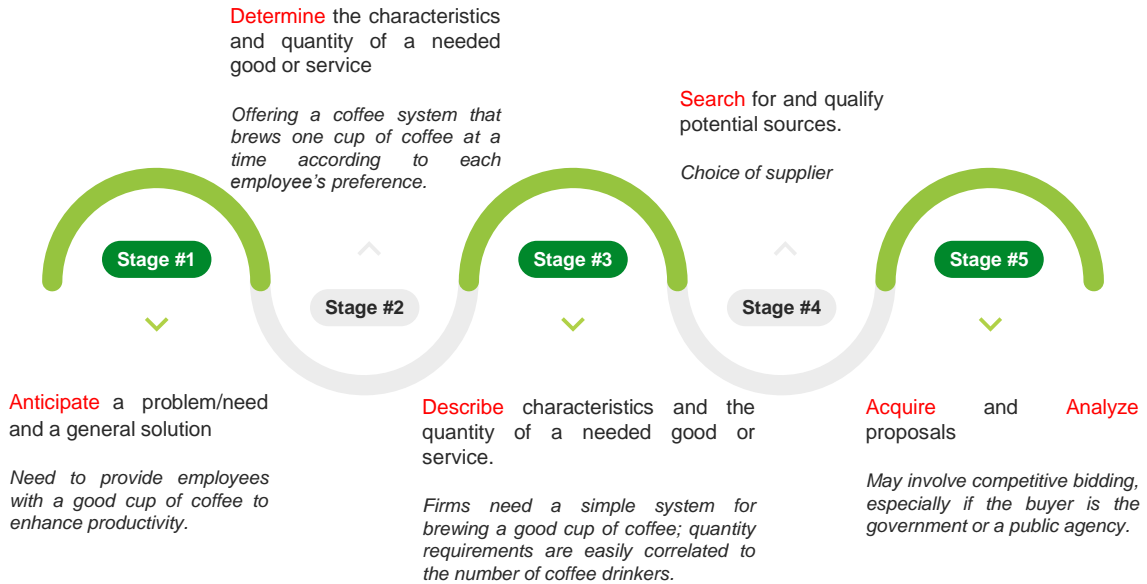 Stage #1
Anticipate a problem/need
and a general solution
Need to provide employees
with a good cup of coffee to
enhance productivity.
Determine the characteristics
and quantity of a needed
good or service
Offering a coffee system that
brews one cup of coffee at a
time according to each
employee’s preference.
Stage #2
Stage #3
Describe characteristics and the
quantity of a needed good or
service.
Firms need a simple system for
brewing a good cup of coffee; quantity
requirements are easily correlated to
the number of coffee drinkers.
Search for and qualify
potential sources.
Choice of supplier
Stage #4
Stage #5
Acquire and Analyze
proposals
May involve competitive bidding,
especially if the buyer is the
government or a public agency.